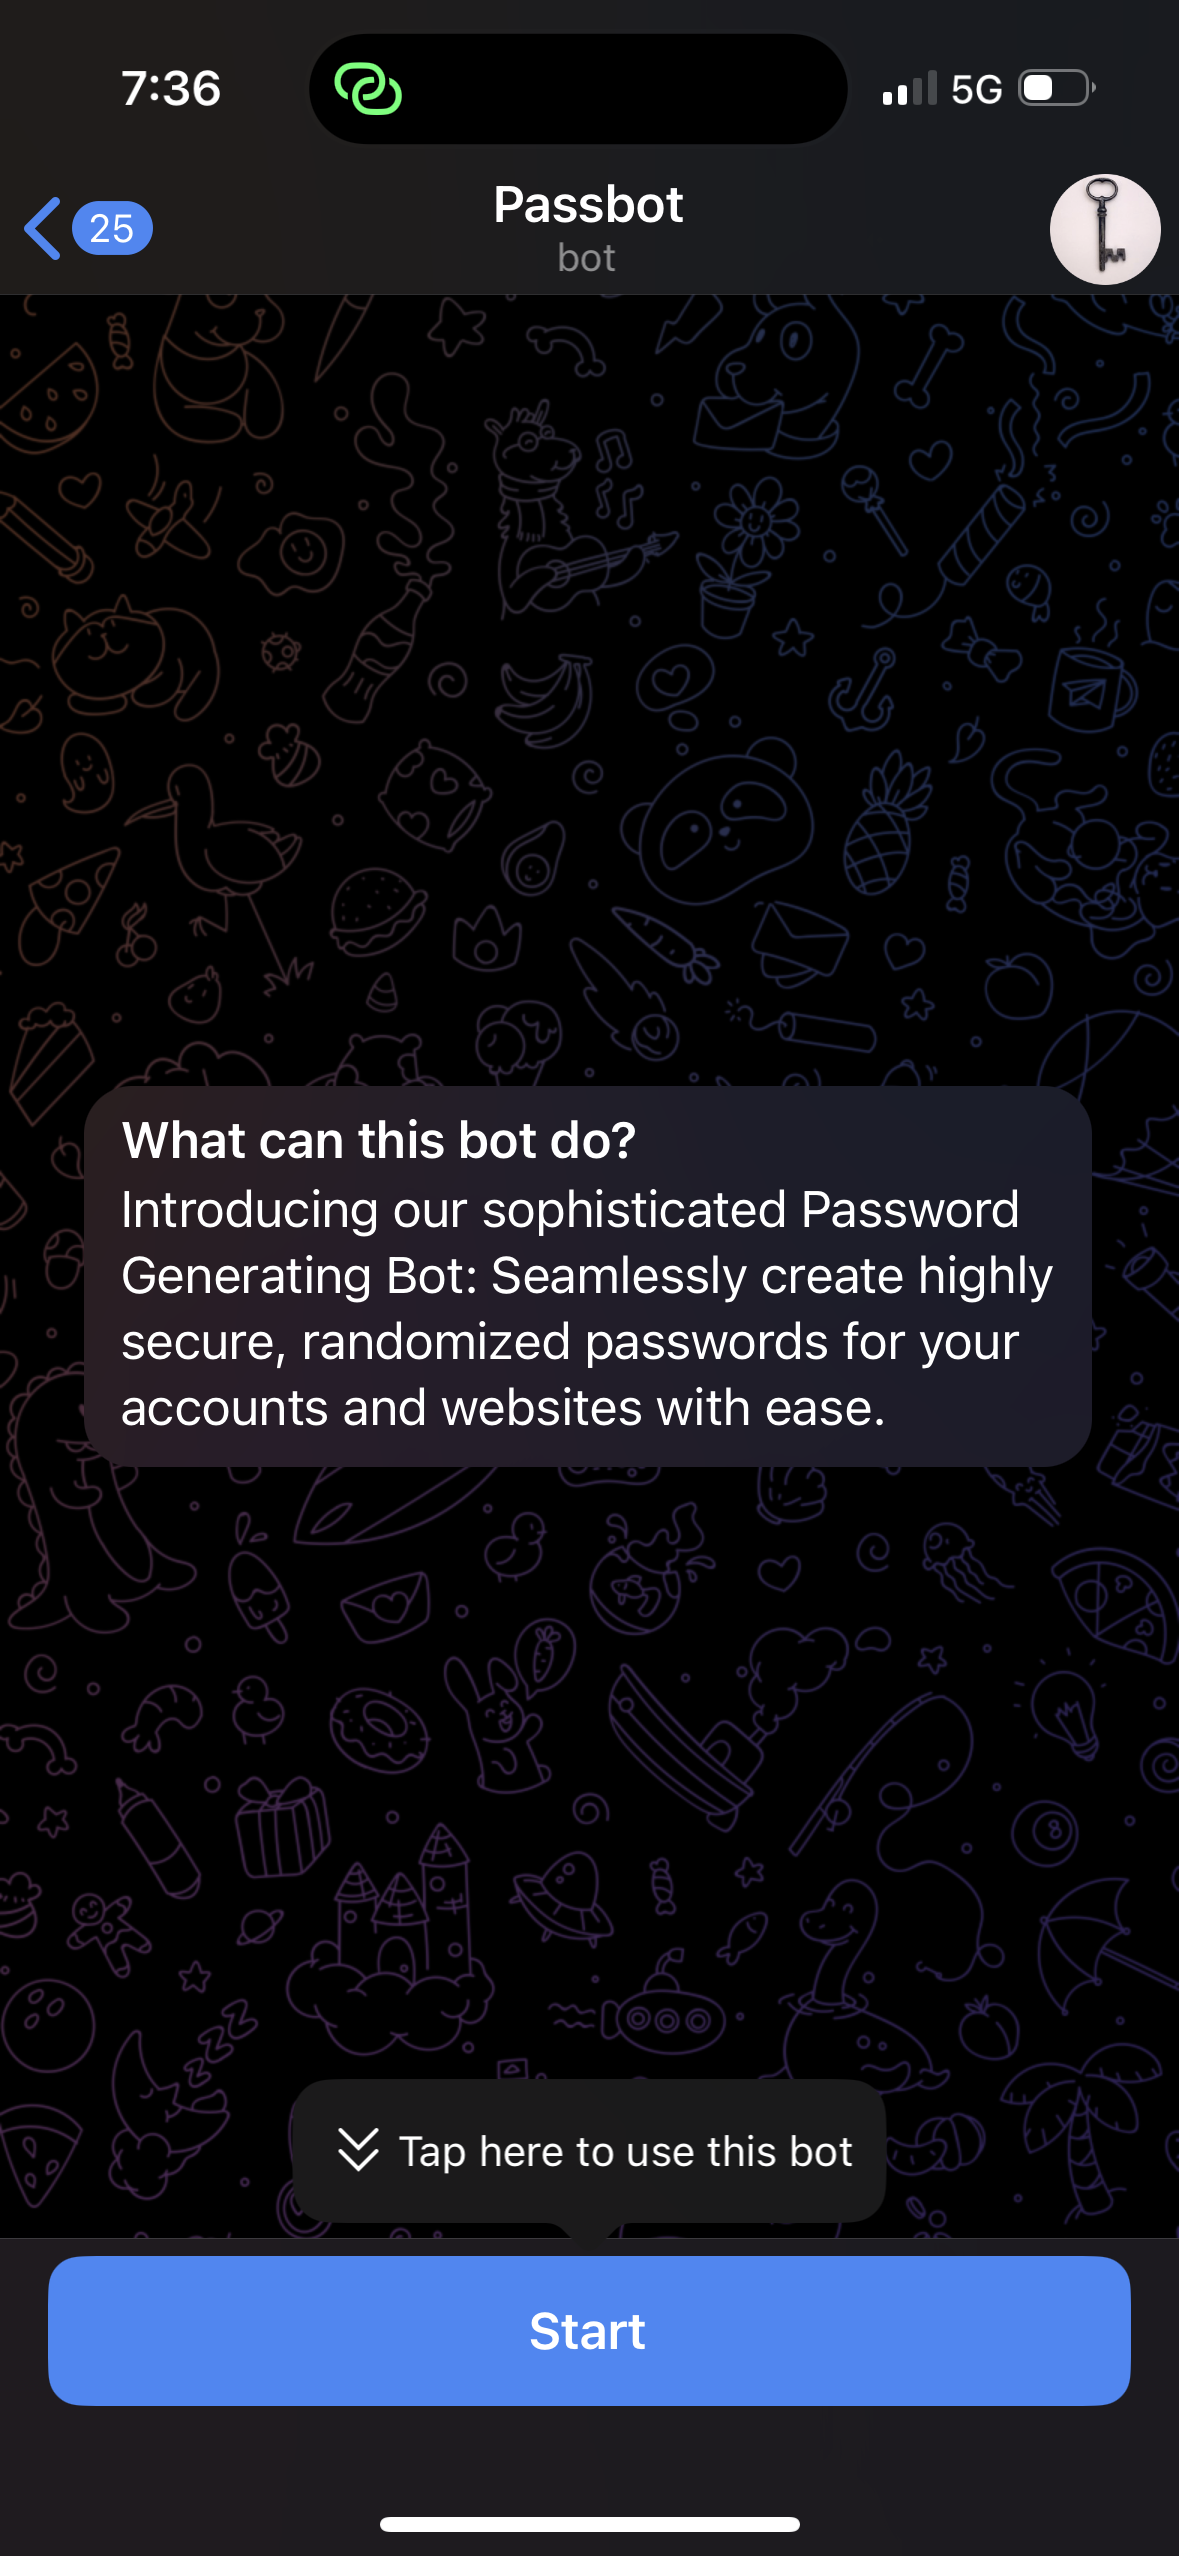 7:36
5G
25
Passbot
bot
What can this bot do?
Introducing our sophisticated Password
Generating Bot: Seamlessly create highly
secure, randomized passwords for your
accounts and websites with ease.
Tap here to use this bot
Start